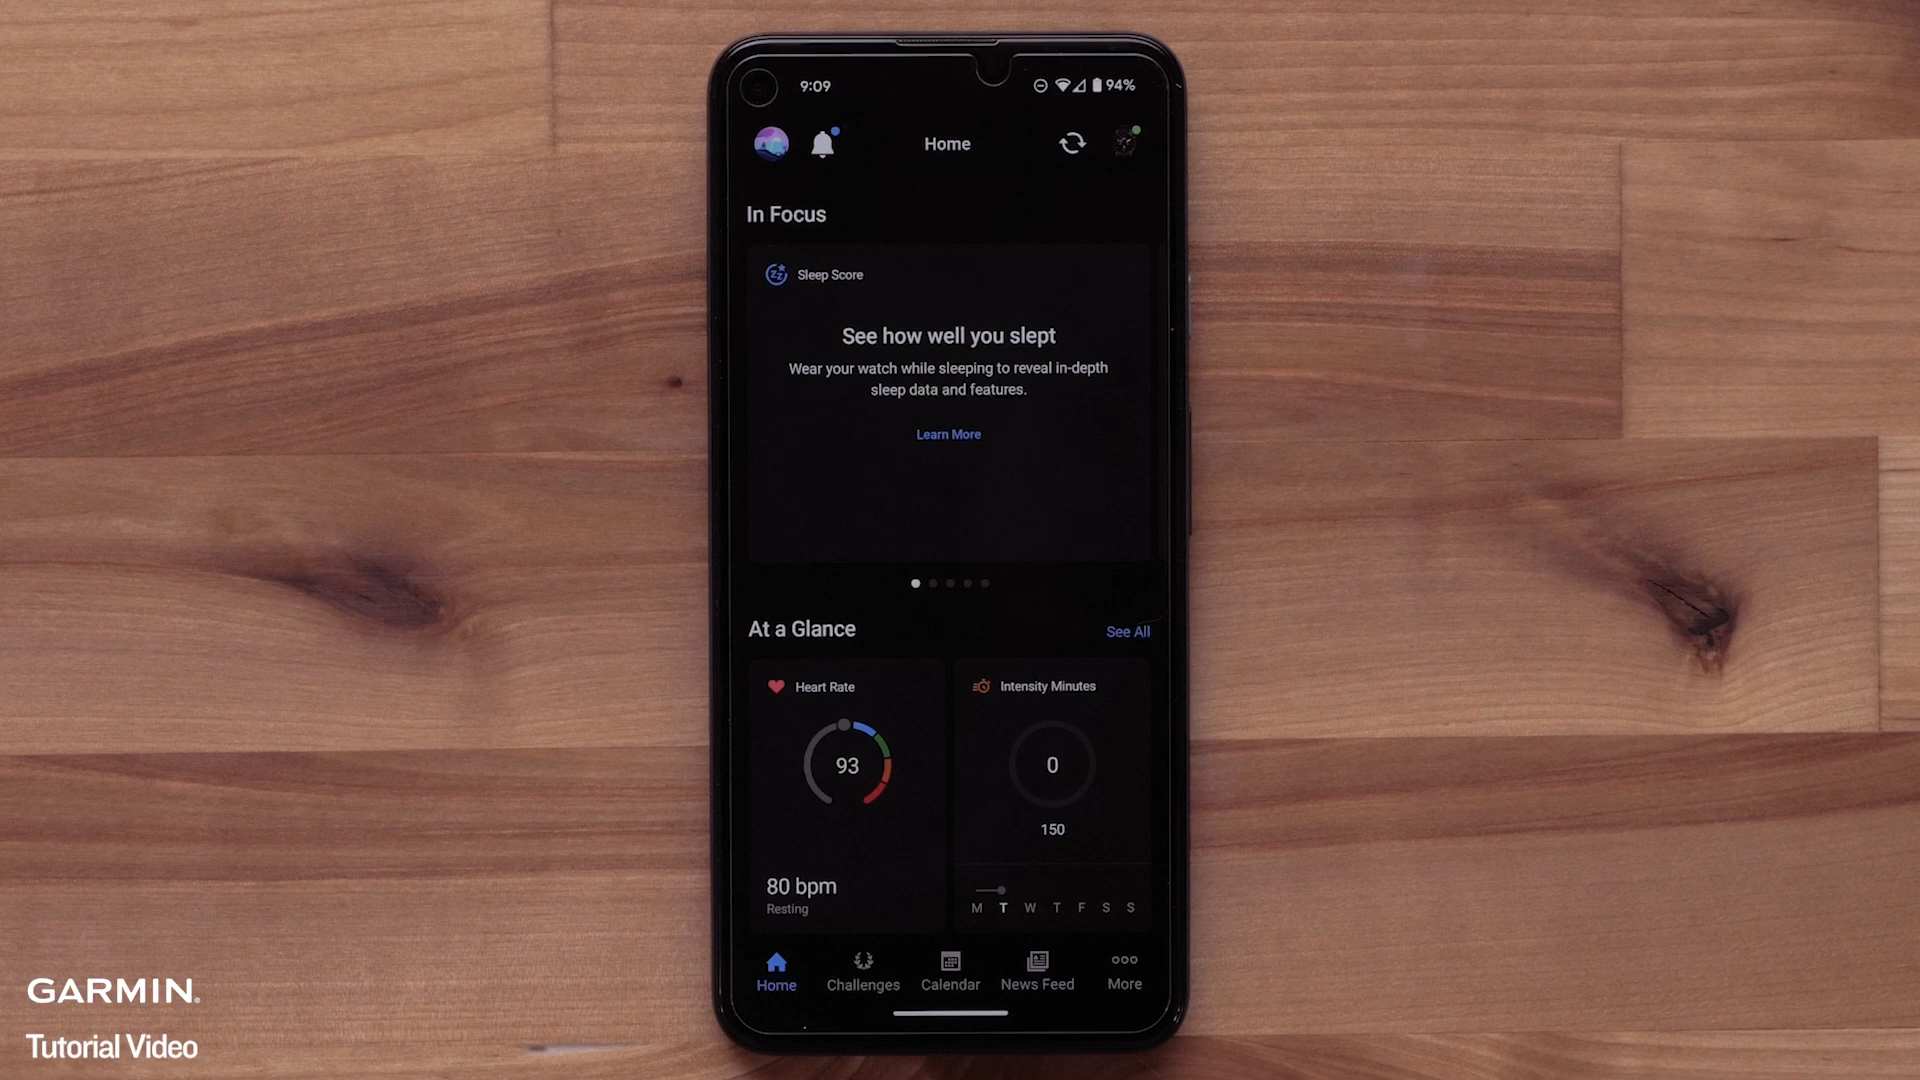 9:09
94%
Home
In Focus
Sleep Score
See how well you slept
Wear your watch while sleeping to reveal in-depth
sleep data and features.
Learn More
At a Glance
See All
Heart Rate
93
80 bpm
Resting
Intensity Minutes
0
150
M T W T F S S
Home
Challenges
Calendar
News Feed
More
GARMIN
Tutorial Video